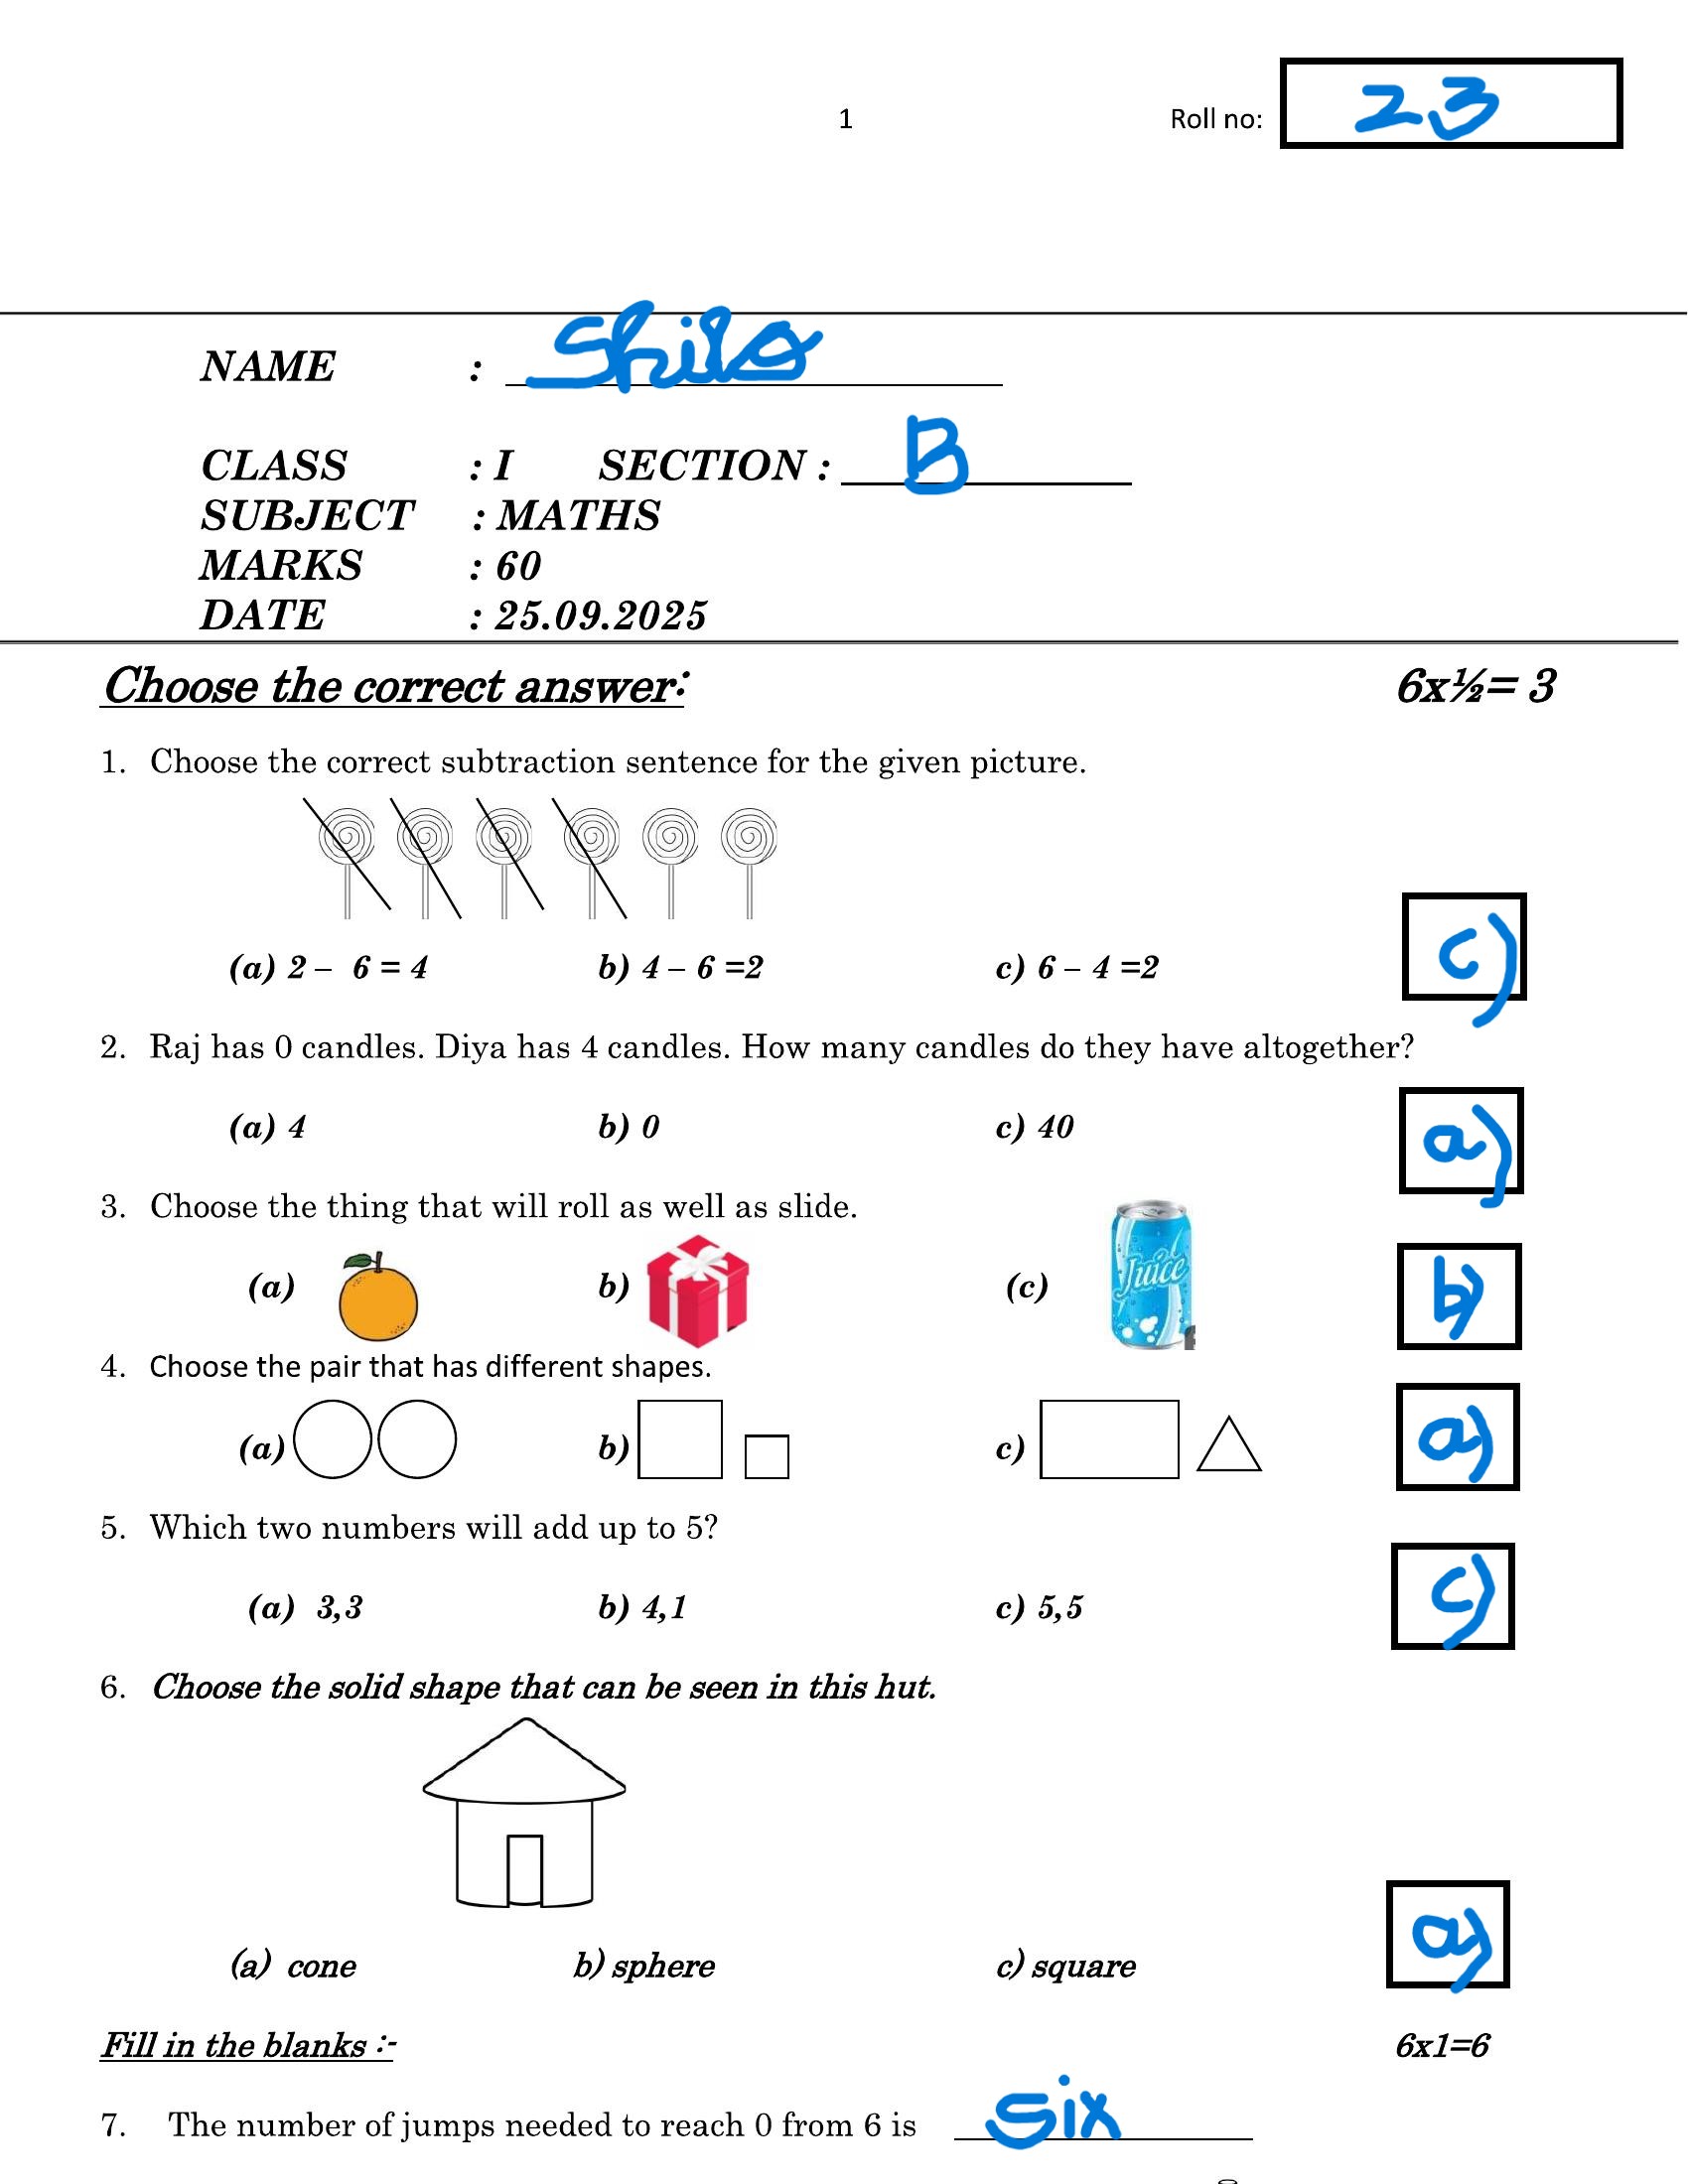 1 Roll no: 23
NAME : Shila
CLASS : I SECTION : B
SUBJECT : MATHS
MARKS : 60
DATE : 25.09.2025
Choose the correct answer: 6x½= 3
1. Choose the correct subtraction sentence for the given picture.
(a) 2 – 6 = 4 b) 4 – 6 =2 c) 6 – 4 =2 c)
2. Raj has 0 candles. Diya has 4 candles. How many candles do they have altogether?
(a) 4 b) 0 c) 40 a)
3. Choose the thing that will roll as well as slide.
(a) b) (c) Juice b)
4. Choose the pair that has different shapes.
(a) b) c) a)
5. Which two numbers will add up to 5?
(a) 3,3 b) 4,1 c) 5,5 c)
6. Choose the solid shape that can be seen in this hut.
(a) cone b) sphere c) square a)
Fill in the blanks :- 6x1=6
7. The number of jumps needed to reach 0 from 6 is six